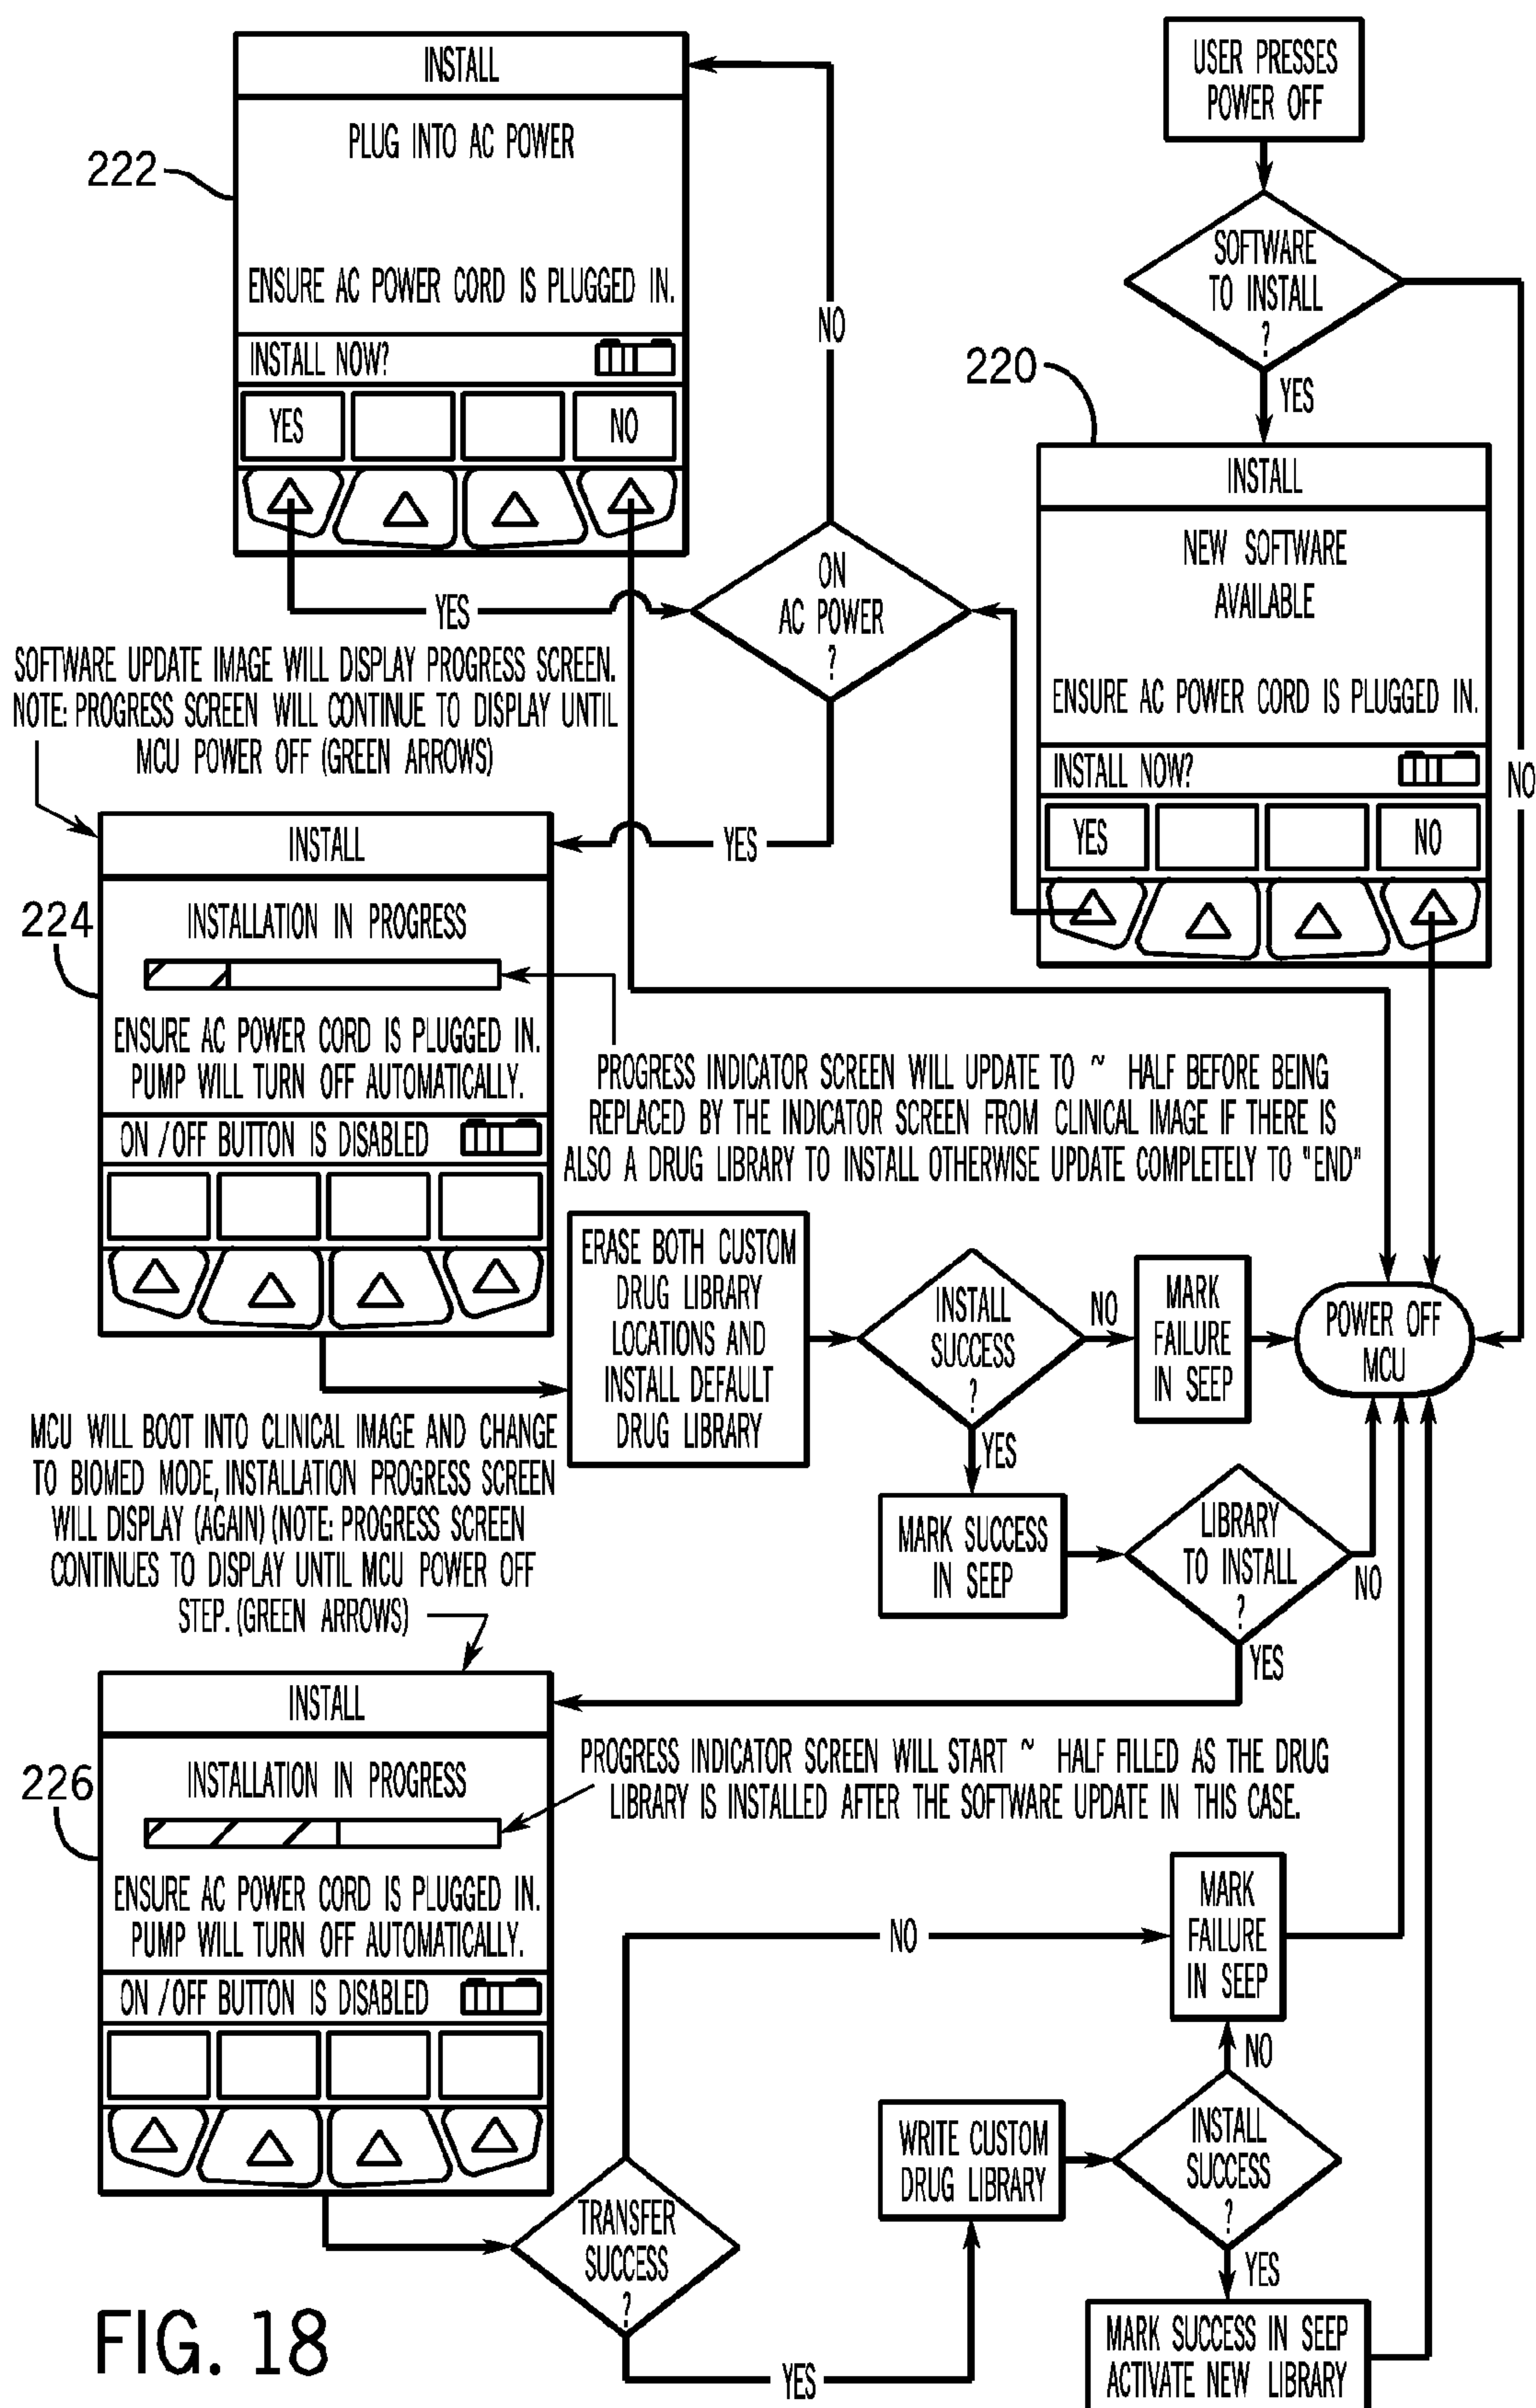 USER PRESSES
POWER OFF
SOFTWARE
TO INSTALL
?
YES
NO
220
INSTALL
NEW SOFTWARE
AVAILABLE
ENSURE AC POWER CORD IS PLUGGED IN.
INSTALL NOW?
YES
NO
222
INSTALL
PLUG INTO AC POWER
ENSURE AC POWER CORD IS PLUGGED IN.
INSTALL NOW?
YES
NO
NO
ON
AC POWER
?
YES
YES
SOFTWARE UPDATE IMAGE WILL DISPLAY PROGRESS SCREEN.
NOTE: PROGRESS SCREEN WILL CONTINUE TO DISPLAY UNTIL
MCU POWER OFF (GREEN ARROWS)
224
INSTALL
INSTALLATION IN PROGRESS
ENSURE AC POWER CORD IS PLUGGED IN.
PUMP WILL TURN OFF AUTOMATICALLY.
ON /OFF BUTTON IS DISABLED
PROGRESS INDICATOR SCREEN WILL UPDATE TO ~ HALF BEFORE BEING
REPLACED BY THE INDICATOR SCREEN FROM CLINICAL IMAGE IF THERE IS
ALSO A DRUG LIBRARY TO INSTALL OTHERWISE UPDATE COMPLETELY TO "END"
ERASE BOTH CUSTOM
DRUG LIBRARY
LOCATIONS AND
INSTALL DEFAULT
DRUG LIBRARY
INSTALL
SUCCESS
?
NO
MARK
FAILURE
IN SEEP
POWER OFF
MCU
YES
MARK SUCCESS
IN SEEP
LIBRARY
TO INSTALL
?
NO
YES
MCU WILL BOOT INTO CLINICAL IMAGE AND CHANGE
TO BIOMED MODE, INSTALLATION PROGRESS SCREEN
WILL DISPLAY (AGAIN) (NOTE: PROGRESS SCREEN
CONTINUES TO DISPLAY UNTIL MCU POWER OFF
STEP. (GREEN ARROWS)
226
INSTALL
INSTALLATION IN PROGRESS
ENSURE AC POWER CORD IS PLUGGED IN.
PUMP WILL TURN OFF AUTOMATICALLY.
ON /OFF BUTTON IS DISABLED
PROGRESS INDICATOR SCREEN WILL START ~ HALF FILLED AS THE DRUG
LIBRARY IS INSTALLED AFTER THE SOFTWARE UPDATE IN THIS CASE.
TRANSFER
SUCCESS
?
NO
YES
WRITE CUSTOM
DRUG LIBRARY
INSTALL
SUCCESS
?
NO
MARK
FAILURE
IN SEEP
YES
MARK SUCCESS IN SEEP
ACTIVATE NEW LIBRARY
FIG. 18